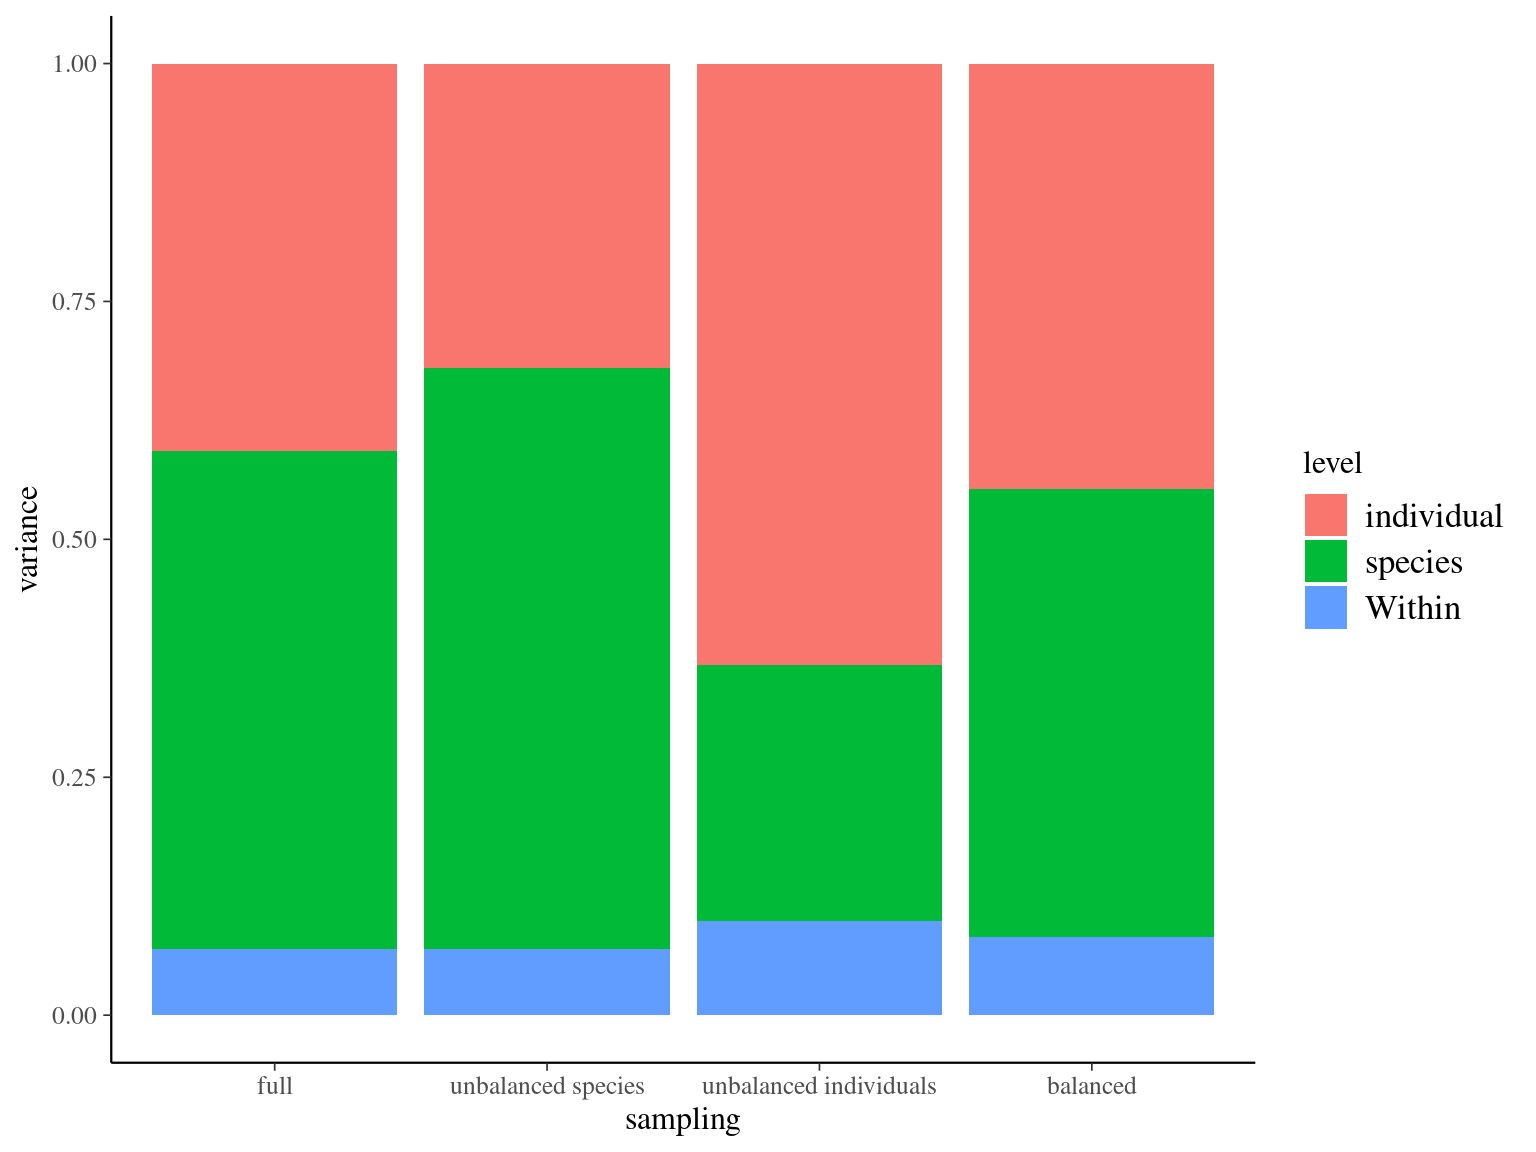 1.00
0.75
0.50
0.25
0.00
variance
full
unbalanced species
unbalanced individuals
balanced
sampling
level
individual
species
Within